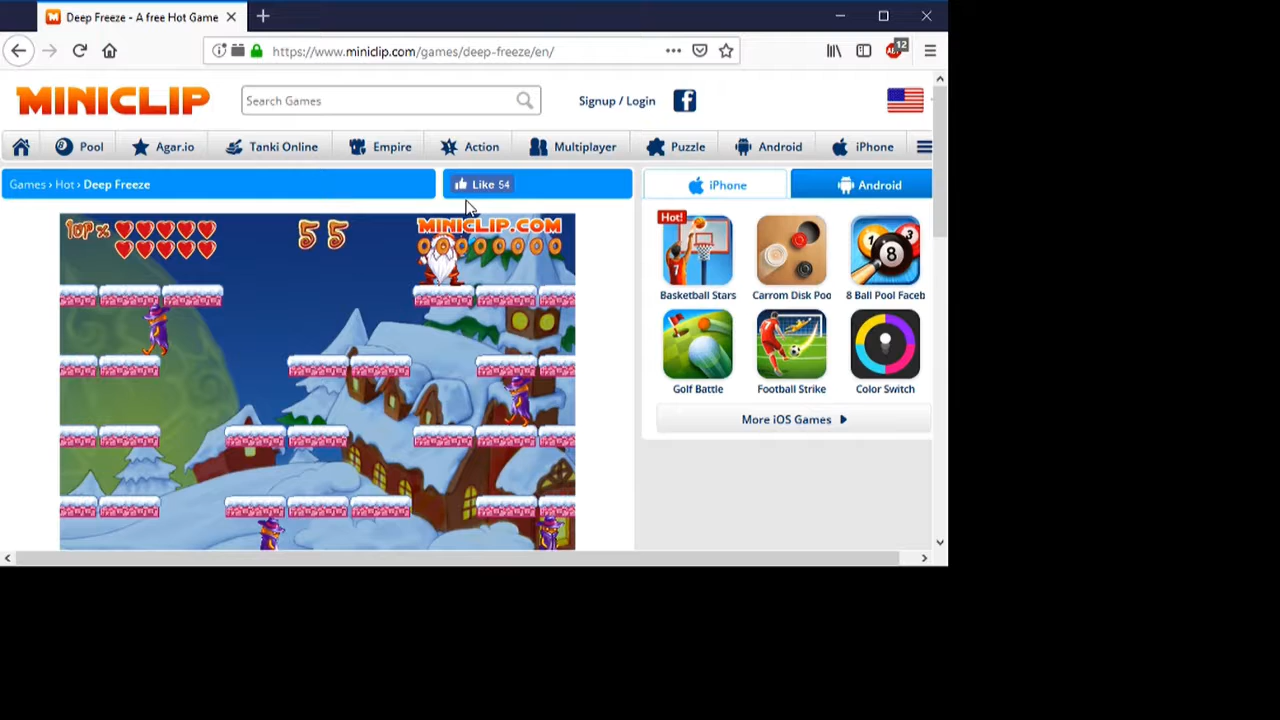 Deep Freeze - A free Hot Game
https://www.miniclip.com/games/deep-freeze/en/
12
MINICLIP
Search Games
Signup / Login
Pool
Agar.io
Tanki Online
Empire
Action
Multiplayer
Puzzle
Android
iPhone
Games › Hot › Deep Freeze
Like 54
iPhone
Android
1UP x
55
MINICLIP.COM
00000000
Hot!
Basketball Stars
Carrom Disk Poo
8 Ball Pool Faceb
Golf Battle
Football Strike
Color Switch
More iOS Games